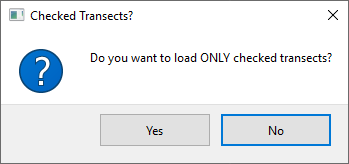 Checked Transects?
Do you want to load ONLY checked transects?
Yes
No